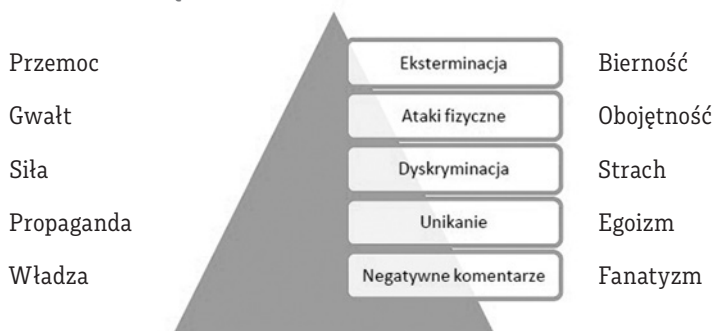 Przemoc Eksterminacja Bierność
Gwałt Ataki fizyczne Obojętność
Siła Dyskryminacja Strach
Propaganda Unikanie Egoizm
Władza Negatywne komentarze Fanatyzm